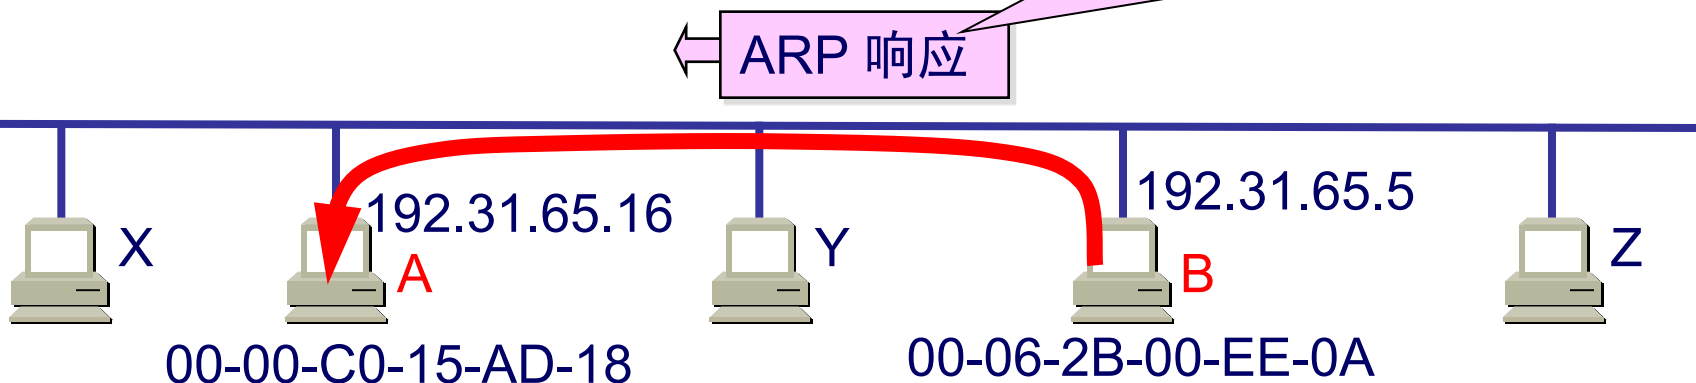 ARP 响应
192.31.65.5
192.31.65.16
X
A
Y
B
Z
00-00-C0-15-AD-18
00-06-2B-00-EE-0A